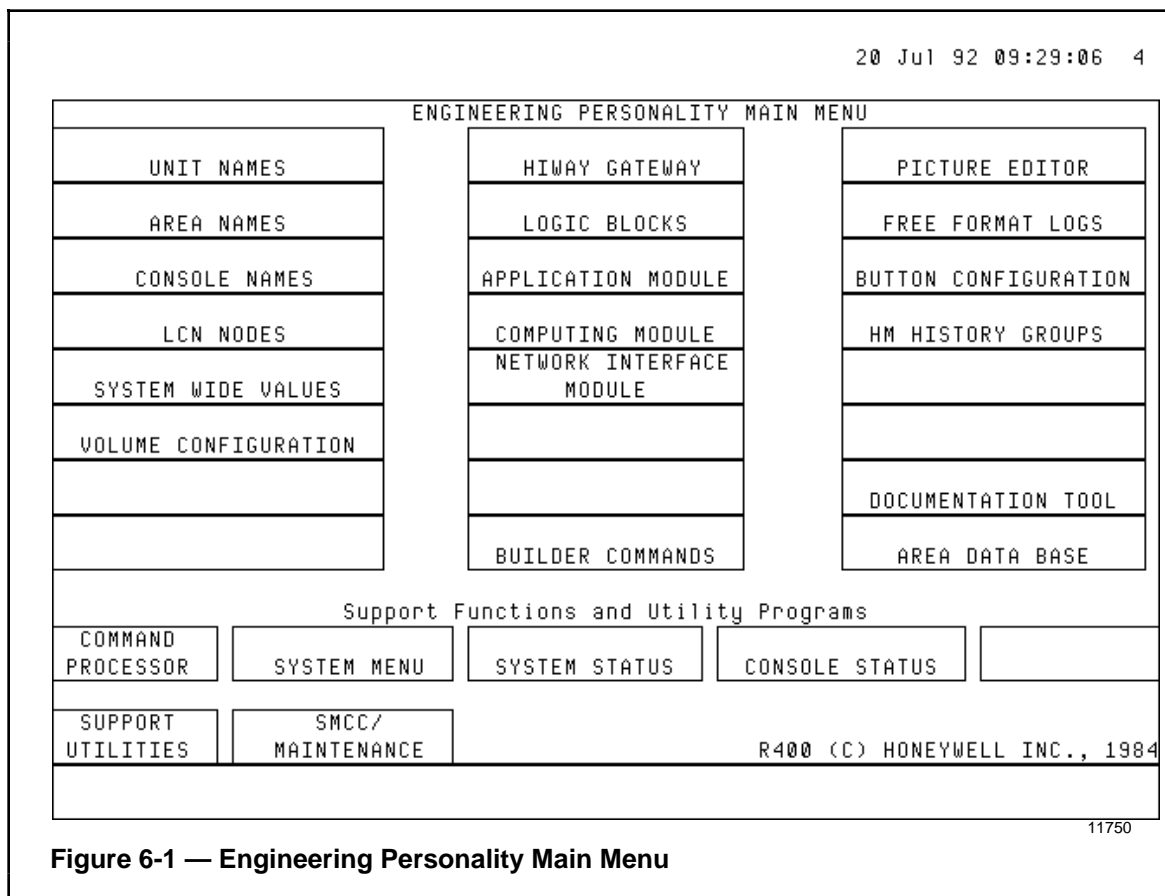 20 Jul 92 09:29:06 4
ENGINEERING PERSONALITY MAIN MENU
UNIT NAMES HIWAY GATEWAY PICTURE EDITOR
AREA NAMES LOGIC BLOCKS FREE FORMAT LOGS
CONSOLE NAMES APPLICATION MODULE BUTTON CONFIGURATION
LCN NODES COMPUTING MODULE HM HISTORY GROUPS
NETWORK INTERFACE
SYSTEM WIDE VALUES MODULE
VOLUME CONFIGURATION
DOCUMENTATION TOOL
BUILDER COMMANDS AREA DATA BASE
Support Functions and Utility Programs
COMMAND
PROCESSOR SYSTEM MENU SYSTEM STATUS CONSOLE STATUS
SUPPORT SMCC/
UTILITIES MAINTENANCE R400 (C) HONEYWELL INC., 1984
11750
Figure 6-1 — Engineering Personality Main Menu